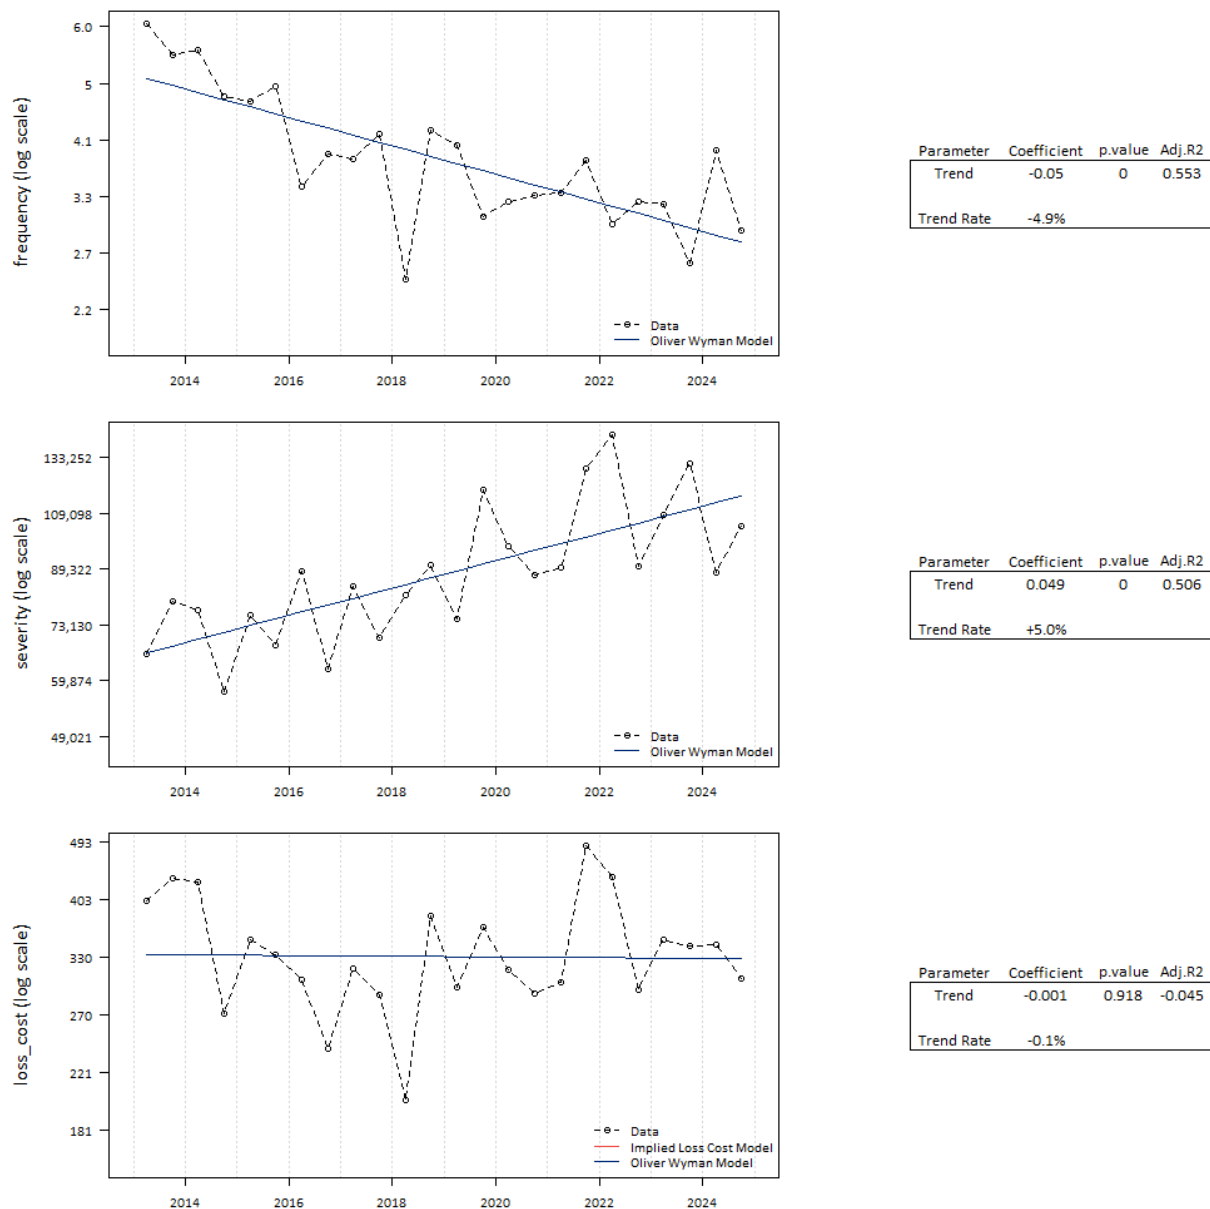 frequency (log scale)
6.0
5
4.1
3.3
2.7
2.2
Data
Oliver Wyman Model
2014 2016 2018 2020 2022 2024
Parameter Coefficient p.value Adj.R2
Trend -0.05 0 0.553
Trend Rate -4.9%
severity (log scale)
133,252
109,098
89,322
73,130
59,874
49,021
Data
Oliver Wyman Model
2014 2016 2018 2020 2022 2024
Parameter Coefficient p.value Adj.R2
Trend 0.049 0 0.506
Trend Rate +5.0%
loss_cost (log scale)
493
403
330
270
221
181
Data
Implied Loss Cost Model
Oliver Wyman Model
2014 2016 2018 2020 2022 2024
Parameter Coefficient p.value Adj.R2
Trend -0.001 0.918 -0.045
Trend Rate -0.1%